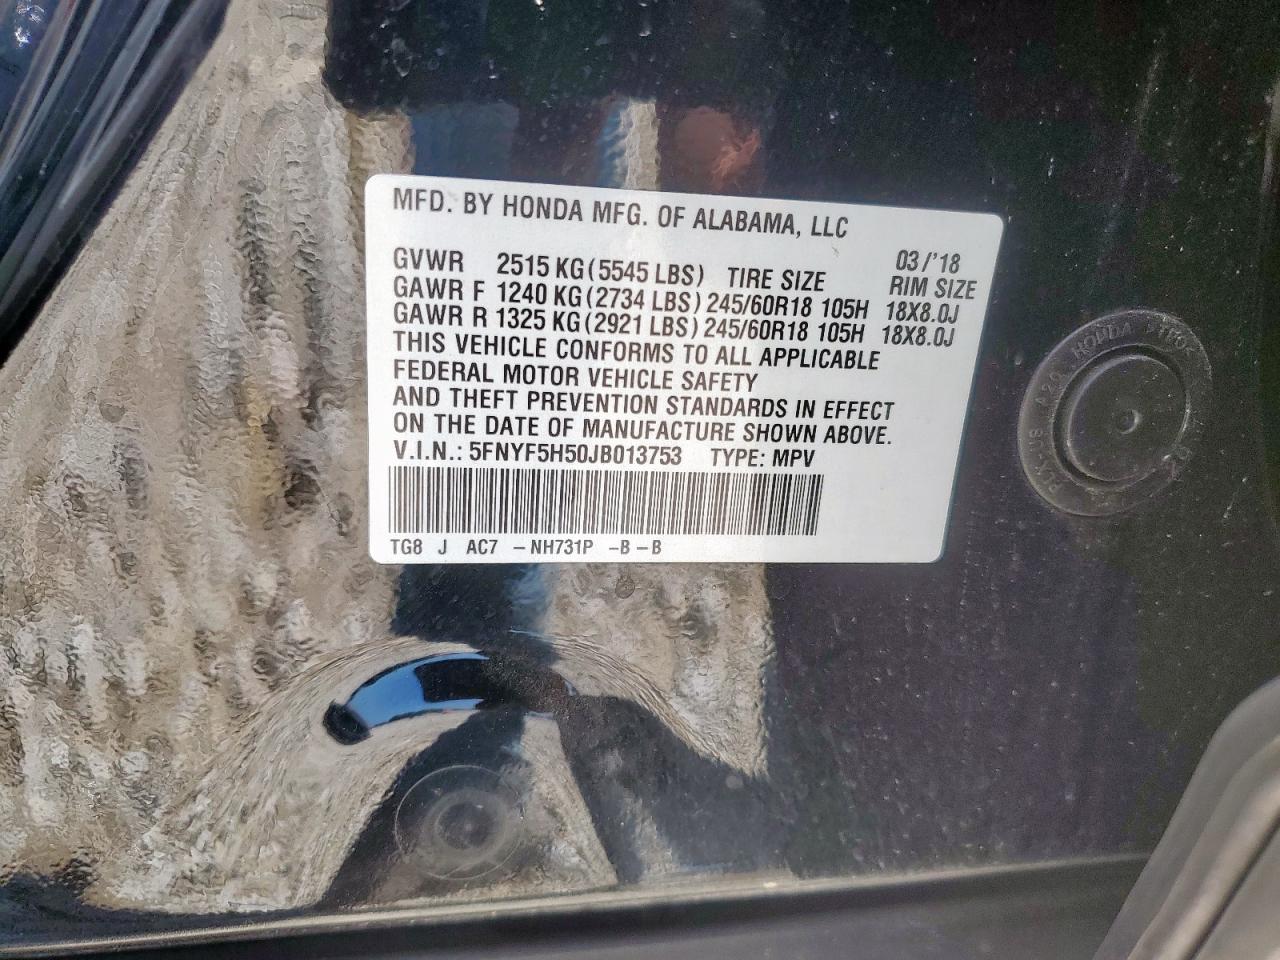 MFD. BY HONDA MFG. OF ALABAMA, LLC
03/'18
GVWR 2515 KG (5545 LBS) TIRE SIZE RIM SIZE
GAWR F 1240 KG (2734 LBS) 245/60R18 105H 18X8.0J
GAWR R 1325 KG (2921 LBS) 245/60R18 105H 18X8.0J
THIS VEHICLE CONFORMS TO ALL APPLICABLE
FEDERAL MOTOR VEHICLE SAFETY
AND THEFT PREVENTION STANDARDS IN EFFECT
ON THE DATE OF MANUFACTURE SHOWN ABOVE.
V.I.N.: 5FNYF5H50JB013753 TYPE: MPV
TG8 J AC7 -NH731P -B -B
HONDA